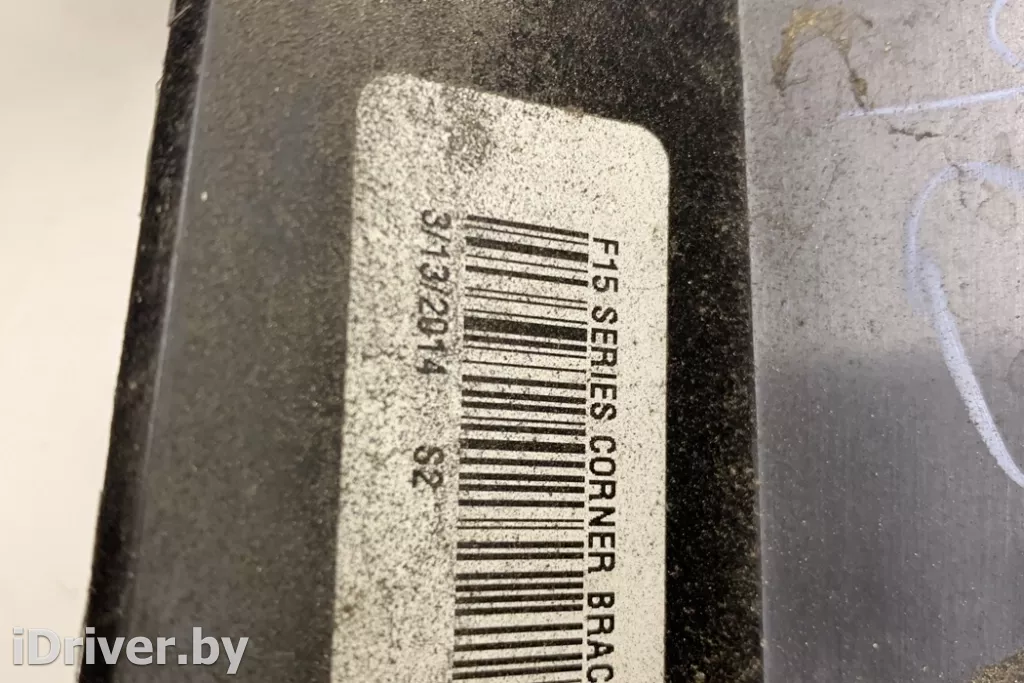 F15 SERIES CORNER BRAC
3/13/2014 S2
iDriver.by